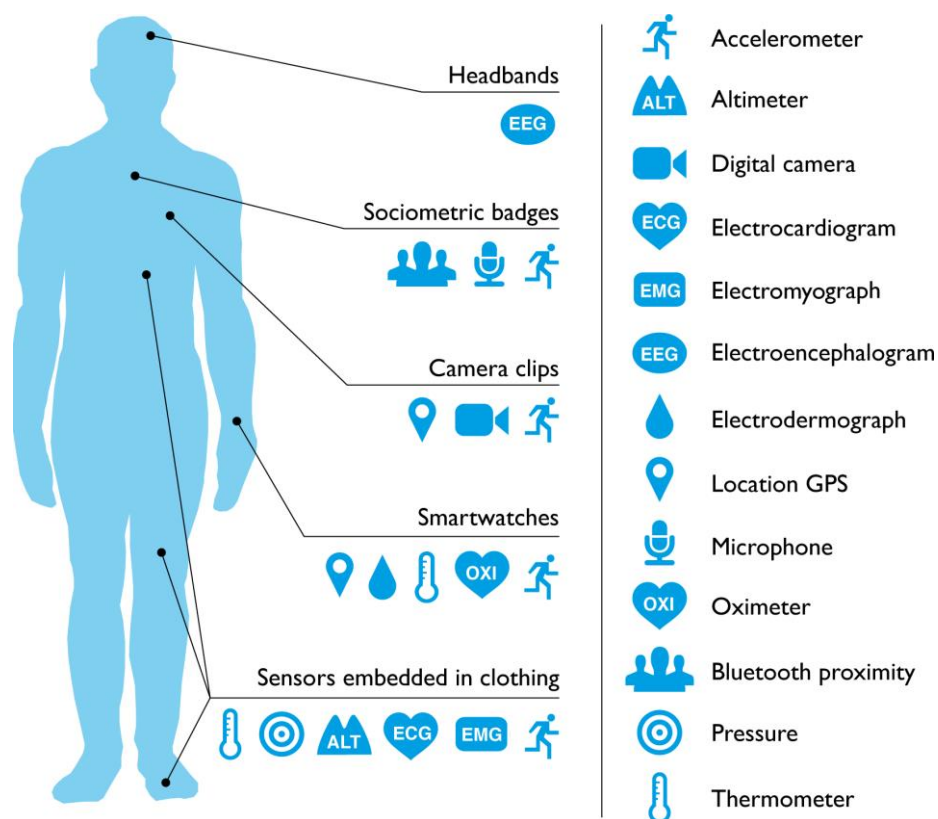 Headbands
EEG
Sociometric badges
Camera clips
Smartwatches
OXI
Sensors embedded in clothing
ALT
ECG
EMG
Accelerometer
ALT
Altimeter
Digital camera
ECG
Electrocardiogram
EMG
Electromyograph
EEG
Electroencephalogram
Electrodermograph
Location GPS
Microphone
OXI
Oximeter
Bluetooth proximity
Pressure
Thermometer